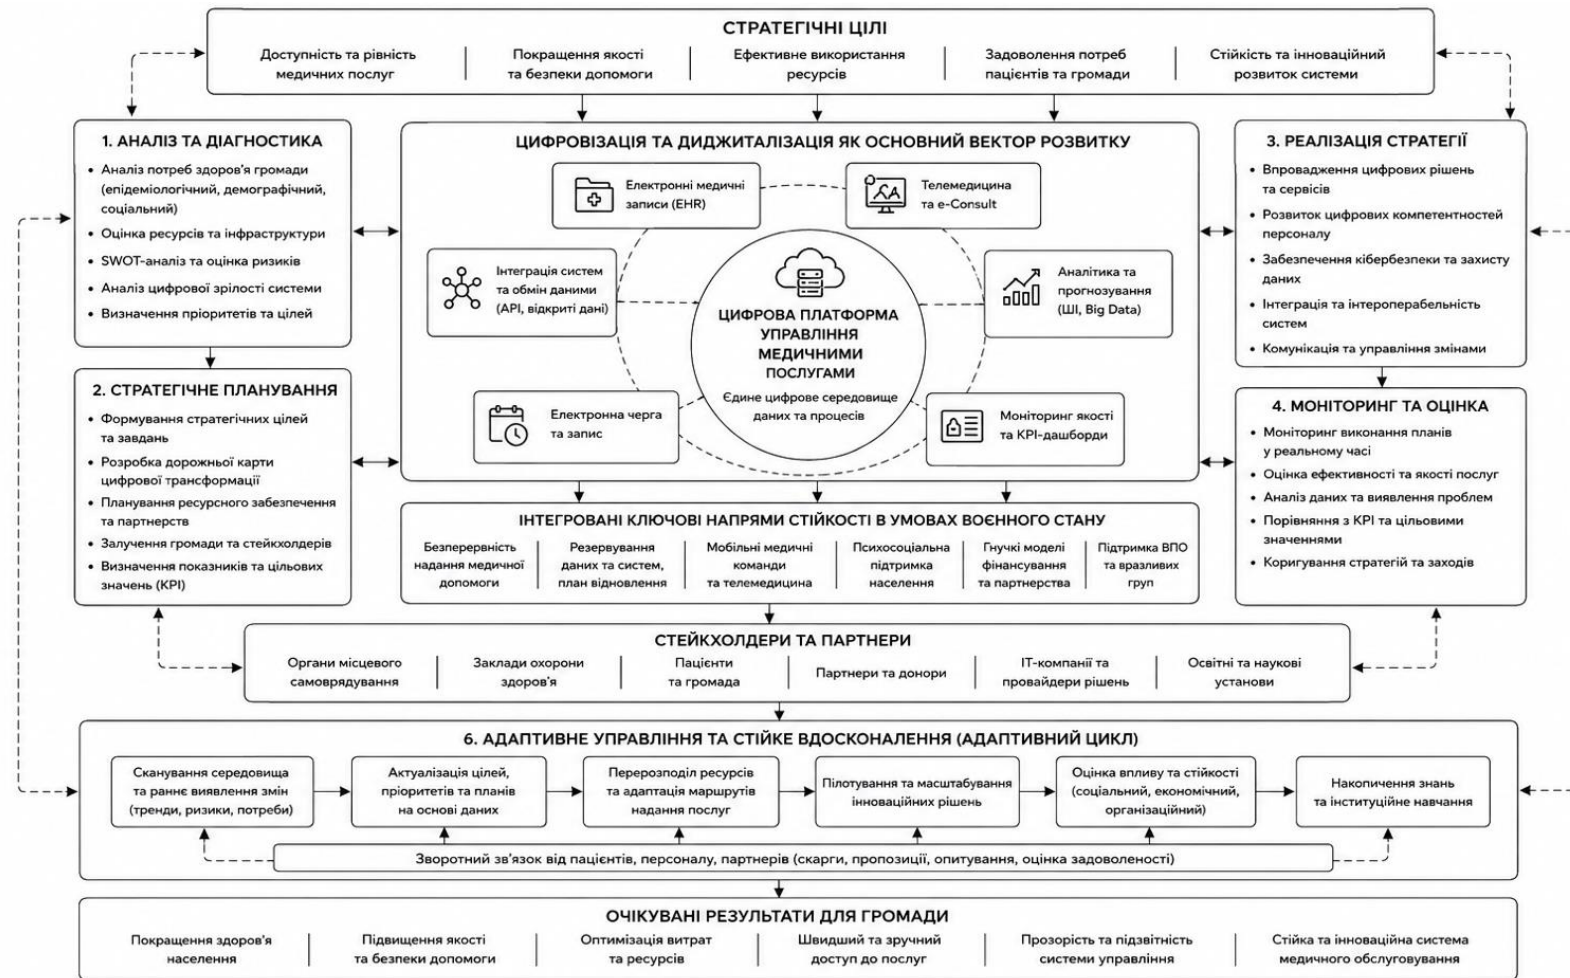 СТРАТЕГІЧНІ ЦІЛІ
Доступність та рівність
медичних послуг
Покращення якості
та безпеки допомоги
Ефективне використання
ресурсів
Задоволення потреб
пацієнтів та громади
Стійкість та інноваційний
розвиток системи
1. АНАЛІЗ ТА ДІАГНОСТИКА
• Аналіз потреб здоров'я громади
(епідеміологічний, демографічний,
соціальний)
• Оцінка ресурсів та інфраструктури
• SWOT-аналіз та оцінка ризиків
• Аналіз цифрової зрілості системи
• Визначення пріоритетів та цілей
2. СТРАТЕГІЧНЕ ПЛАНУВАННЯ
• Формування стратегічних цілей
та завдань
• Розробка дорожньої карти
цифрової трансформації
• Планування ресурсного забезпечення
та партнерств
• Залучення громади та стейкхолдерів
• Визначення показників та цільових
значень (KPI)
ЦИФРОВІЗАЦІЯ ТА ДИДЖИТАЛІЗАЦІЯ ЯК ОСНОВНИЙ ВЕКТОР РОЗВИТКУ
Електронні медичні
записи (EHR)
Телемедицина
та e-Consult
Інтеграція систем
та обмін даними
(API, відкриті дані)
Аналітика та
прогнозування
(ШІ, Big Data)
ЦИФРОВА ПЛАТФОРМА
УПРАВЛІННЯ
МЕДИЧНИМИ
ПОСЛУГАМИ
Єдине цифрове середовище
даних та процесів
Електронна черга
та запис
Моніторинг якості
та KPI-дашборди
3. РЕАЛІЗАЦІЯ СТРАТЕГІЇ
• Впровадження цифрових рішень
та сервісів
• Розвиток цифрових компетентностей
персоналу
• Забезпечення кібербезпеки та захисту
даних
• Інтеграція та інтероперабельність
систем
• Комунікація та управління змінами
4. МОНІТОРИНГ ТА ОЦІНКА
• Моніторинг виконання планів
у реальному часі
• Оцінка ефективності та якості послуг
• Аналіз даних та виявлення проблем
• Порівняння з KPI та цільовими
значеннями
• Коригування стратегій та заходів
ІНТЕГРОВАНІ КЛЮЧОВІ НАПРЯМИ СТІЙКОСТІ В УМОВАХ ВОЄННОГО СТАНУ
Безперервність
надання медичної
допомоги
Резервування
даних та систем,
план відновлення
Мобільні медичні
команди
та телемедицина
Психосоціальна
підтримка
населення
Гнучкі моделі
фінансування
та партнерства
Підтримка ВПО
та вразливих
груп
СТЕЙКХОЛДЕРИ ТА ПАРТНЕРИ
Органи місцевого
самоврядування
Заклади охорони
здоров'я
Пацієнти
та громада
Партнери та донори
ІТ-компанії та
провайдери рішень
Освітні та наукові
установи
6. АДАПТИВНЕ УПРАВЛІННЯ ТА СТІЙКЕ ВДОСКОНАЛЕННЯ (АДАПТИВНИЙ ЦИКЛ)
Сканування середовища
та раннє виявлення змін
(тренди, ризики, потреби)
Актуалізація цілей,
пріоритетів та планів
на основі даних
Перерозподіл ресурсів
та адаптація маршрутів
надання послуг
Пілотування та масштабування
інноваційних рішень
Оцінка впливу та стійкості
(соціальний, економічний,
організаційний)
Накопичення знань
та інституційне навчання
Зворотний зв'язок від пацієнтів, персоналу, партнерів (скарги, пропозиції, опитування, оцінка задоволеності)
ОЧІКУВАНІ РЕЗУЛЬТАТИ ДЛЯ ГРОМАДИ
Покращення здоров'я
населення
Підвищення якості
та безпеки допомоги
Оптимізація витрат
та ресурсів
Швидший та зручний
доступ до послуг
Прозорість та підзвітність
системи управління
Стійка та інноваційна система
медичного обслуговування